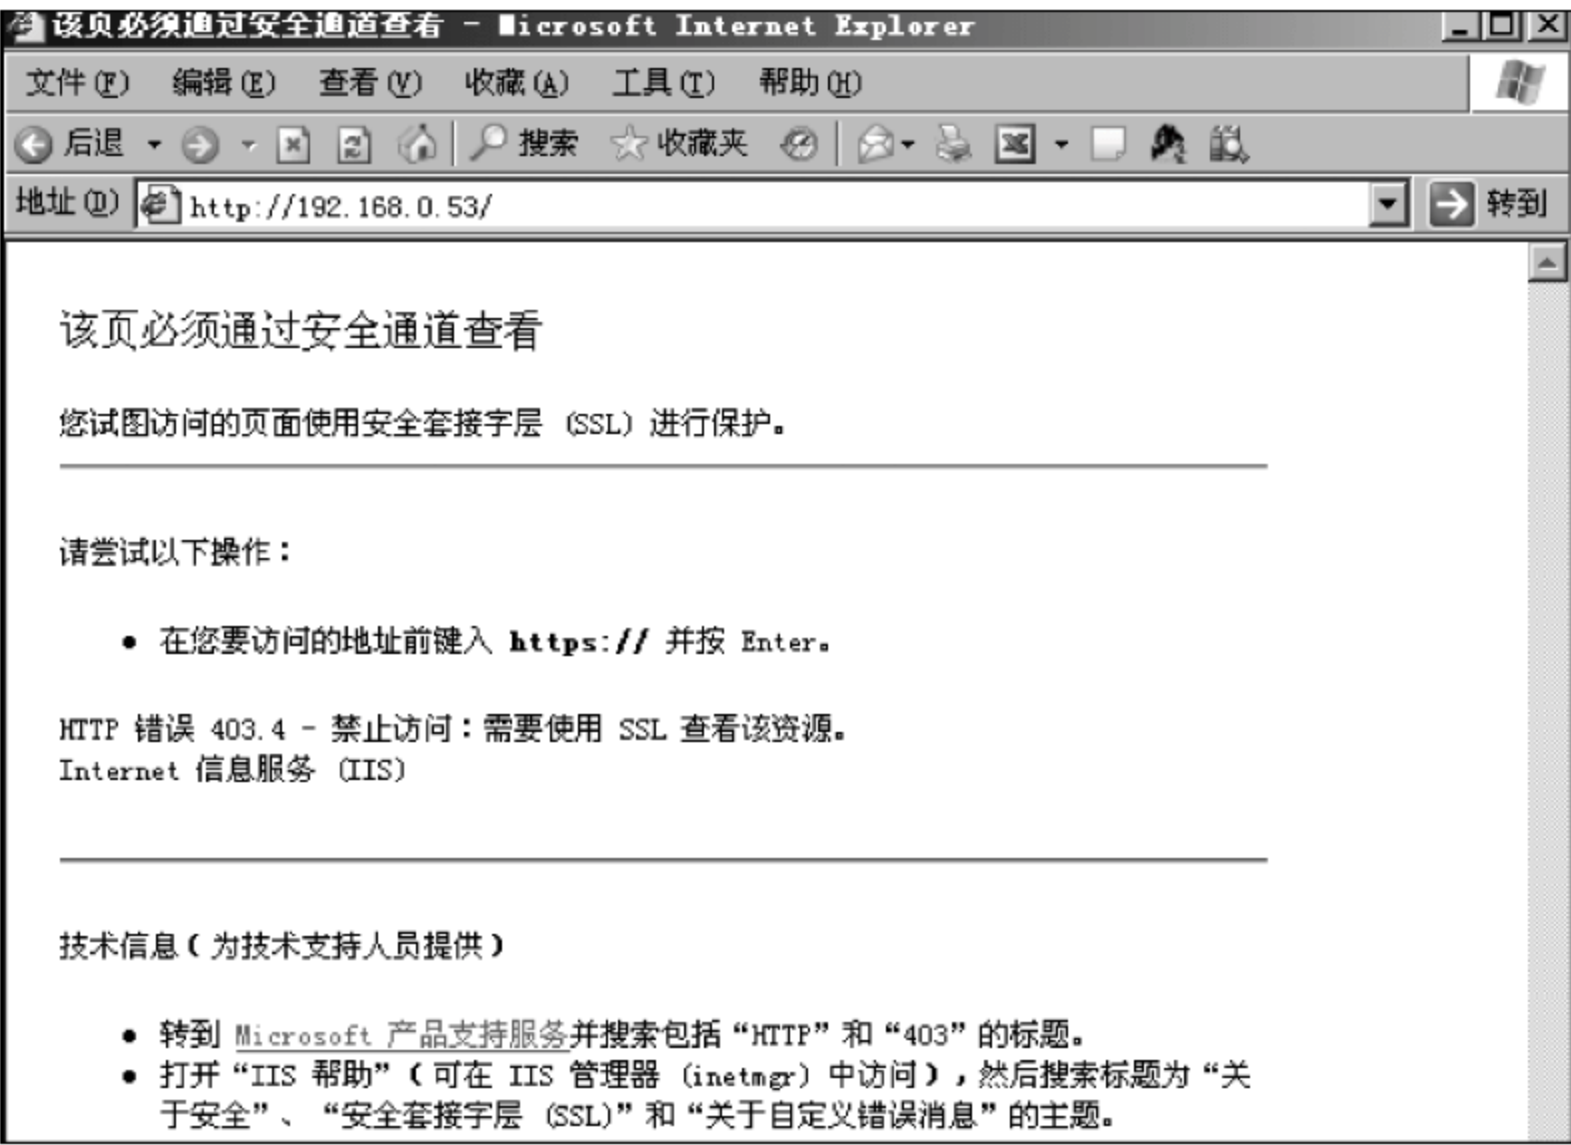 该页必须通过安全通道查看 - Microsoft Internet Explorer
文件(F) 编辑(E) 查看(V) 收藏(A) 工具(T) 帮助(H)
后退 搜索 收藏夹
地址(D) http://192.168.0.53/ 转到
该页必须通过安全通道查看
您试图访问的页面使用安全套接字层 (SSL) 进行保护。
请尝试以下操作：
● 在您要访问的地址前键入 https:// 并按 Enter。
HTTP 错误 403.4 - 禁止访问：需要使用 SSL 查看该资源。
Internet 信息服务 (IIS)
技术信息（为技术支持人员提供）
● 转到 Microsoft 产品支持服务并搜索包括“HTTP”和“403”的标题。
● 打开“IIS 帮助”（可在 IIS 管理器 (inetmgr) 中访问），然后搜索标题为“关
于安全”、“安全套接字层 (SSL)”和“关于自定义错误消息”的主题。